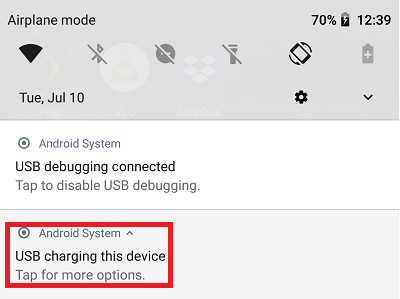 Airplane mode 70% 12:39
VLC Dropbox
Tue, Jul 10
Android System
USB debugging connected
Tap to disable USB debugging.
Android System
USB charging this device
Tap for more options.